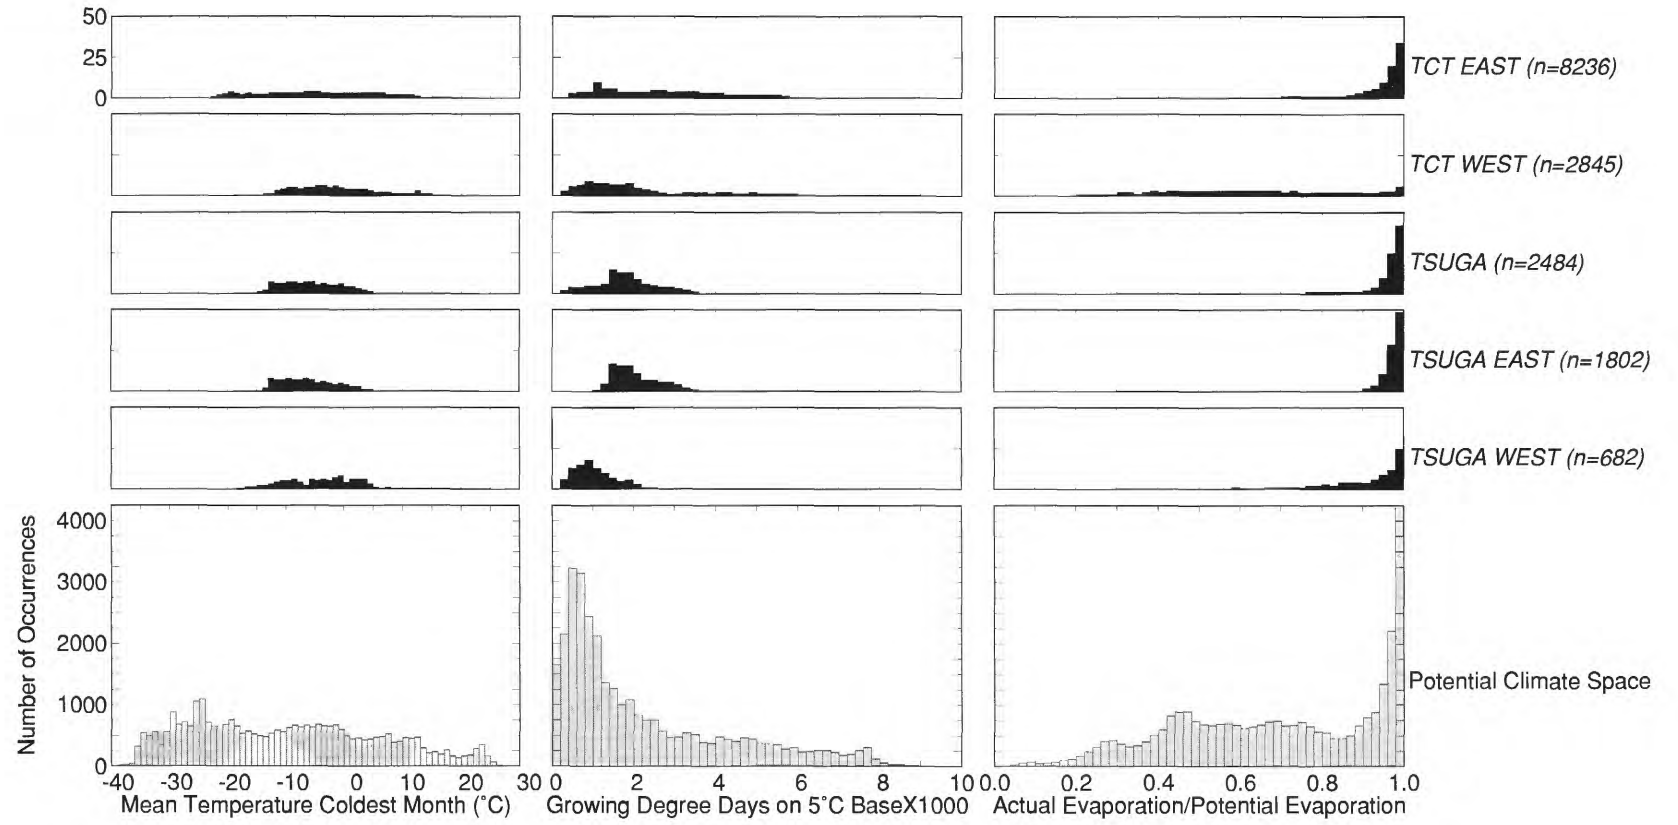 50
25
0
TCT EAST (n=8236)
TCT WEST (n=2845)
TSUGA (n=2484)
TSUGA EAST (n=1802)
TSUGA WEST (n=682)
Number of Occurrences
4000
3000
2000
1000
0
Potential Climate Space
-40 -30 -20 -10 0 10 20 30
0 2 4 6 8 10
0.0 0.2 0.4 0.6 0.8 1.0
Mean Temperature Coldest Month (°C)
Growing Degree Days on 5°C BaseX1000
Actual Evaporation/Potential Evaporation